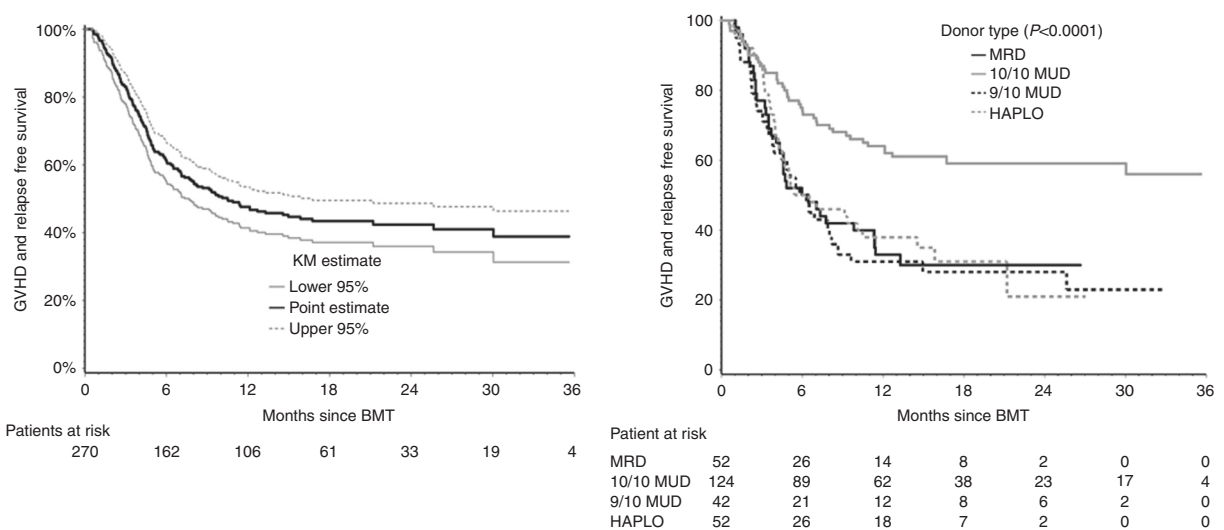 GVHD and relapse free survival
100%
80%
60%
40%
20%
0%
KM estimate
Lower 95%
Point estimate
Upper 95%
0 6 12 18 24 30 36
Months since BMT
Patients at risk
270 162 106 61 33 19 4
GVHD and relapse free survival
100
80
60
40
20
0
Donor type (P<0.0001)
MRD
10/10 MUD
9/10 MUD
HAPLO
0 6 12 18 24 30 36
Months since BMT
Patient at risk
MRD 52 26 14 8 2 0 0
10/10 MUD 124 89 62 38 23 17 4
9/10 MUD 42 21 12 8 6 2 0
HAPLO 52 26 18 7 2 0 0